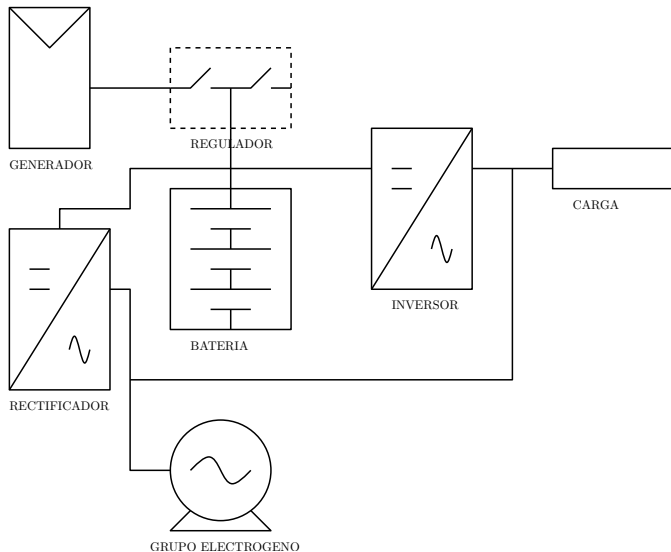 REGULADOR
GENERADOR
CARGA
INVERSOR
BATERIA
RECTIFICADOR
GRUPO ELECTROGENO